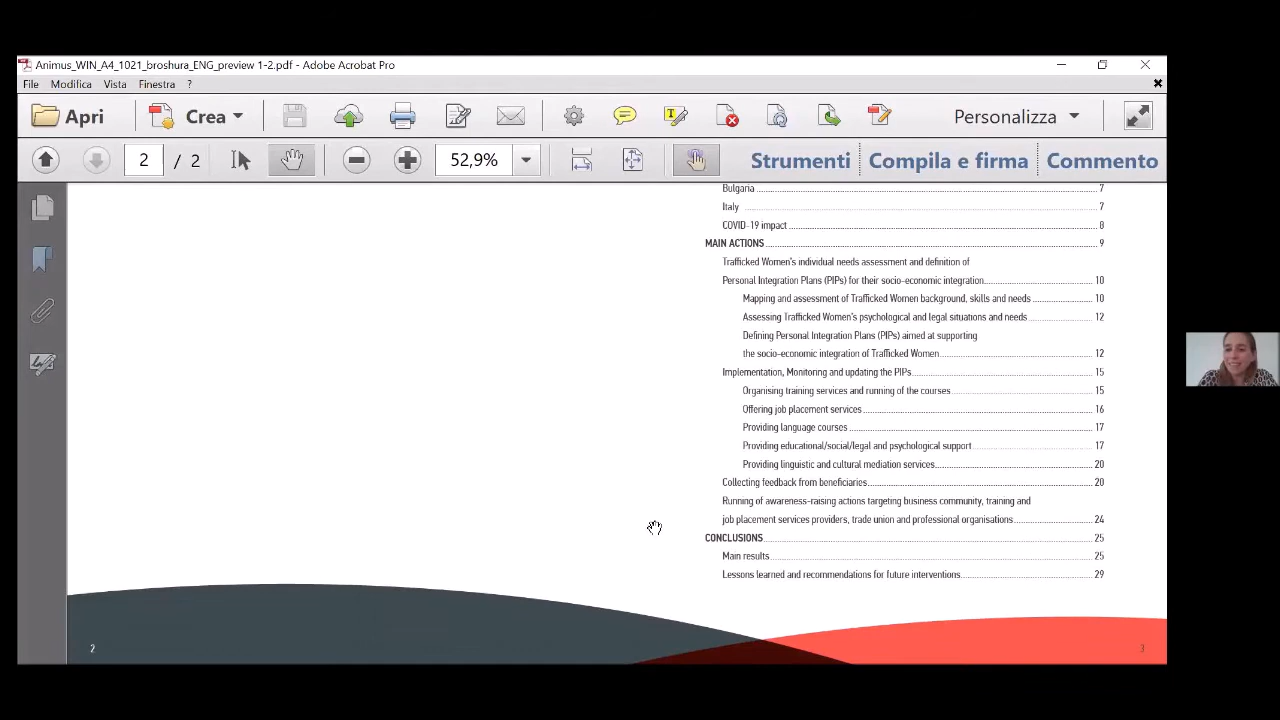 Animus_WIN_A4_1021_broshura_ENG_preview 1-2.pdf - Adobe Acrobat Pro
File Modifica Vista Finestra ?
Apri Crea Personalizza
2 / 2 52,9% Strumenti Compila e firma Commento
Bulgaria 7
Italy 7
COVID-19 impact 8
MAIN ACTIONS 9
Trafficked Women's individual needs assessment and definition of
Personal Integration Plans (PIPs) for their socio-economic integration 10
Mapping and assessment of Trafficked Women background, skills and needs 10
Assessing Trafficked Women's psychological and legal situations and needs 12
Defining Personal Integration Plans (PIPs) aimed at supporting
the socio-economic integration of Trafficked Women 12
Implementation, Monitoring and updating the PIPs 15
Organising training services and running of the courses 15
Offering job placement services 16
Providing language courses 17
Providing educational/social/legal and psychological support 17
Providing linguistic and cultural mediation services 20
Collecting feedback from beneficiaries 20
Running of awareness-raising actions targeting business community, training and
job placement services providers, trade union and professional organisations 24
CONCLUSIONS 25
Main results 25
Lessons learned and recommendations for future interventions 29
2 3